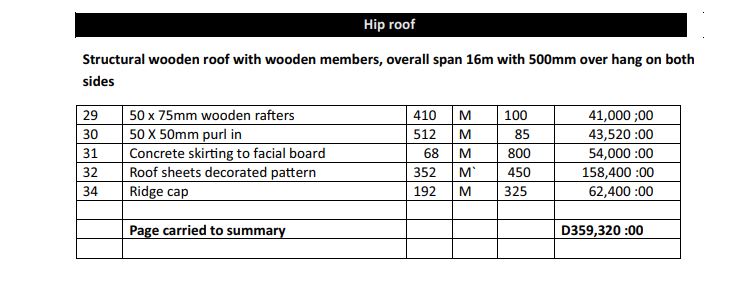 Hip roof
Structural wooden roof with wooden members, overall span 16m with 500mm over hang on both
sides
29 50 x 75mm wooden rafters 410 M 100 41,000 ;00
30 50 X 50mm purl in 512 M 85 43,520 :00
31 Concrete skirting to facial board 68 M 800 54,000 :00
32 Roof sheets decorated pattern 352 M` 450 158,400 :00
34 Ridge cap 192 M 325 62,400 :00
Page carried to summary D359,320 :00